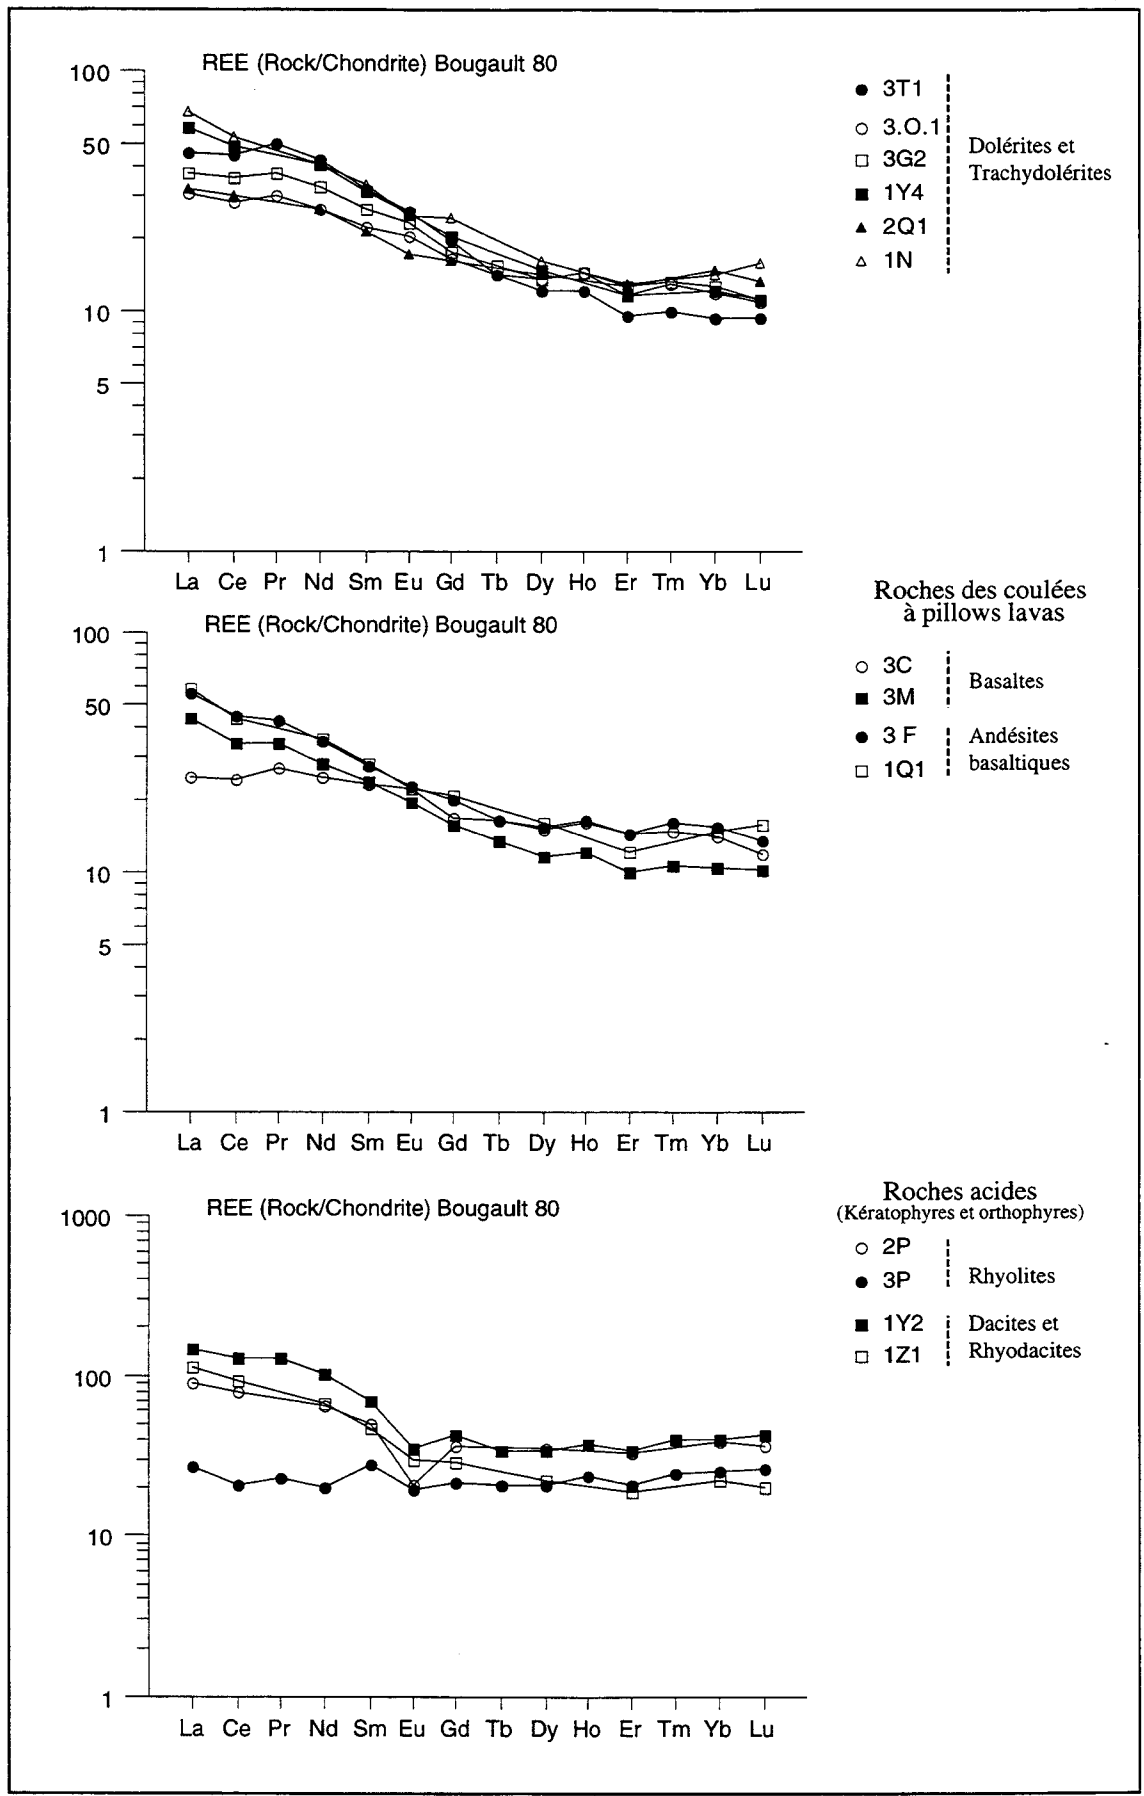 REE (Rock/Chondrite) Bougault 80
100
50
10
5
1
La Ce Pr Nd Sm Eu Gd Tb Dy Ho Er Tm Yb Lu
3T1
3.O.1
3G2
1Y4
2Q1
1N
Dolérites et
Trachydolérites
REE (Rock/Chondrite) Bougault 80
100
50
10
5
1
La Ce Pr Nd Sm Eu Gd Tb Dy Ho Er Tm Yb Lu
Roches des coulées
à pillows lavas
3C
3M
Basaltes
3 F
1Q1
Andésites
basaltiques
REE (Rock/Chondrite) Bougault 80
1000
100
10
1
La Ce Pr Nd Sm Eu Gd Tb Dy Ho Er Tm Yb Lu
Roches acides
(Kératophyres et orthophyres)
2P
3P
Rhyolites
1Y2
1Z1
Dacites et
Rhyodacites